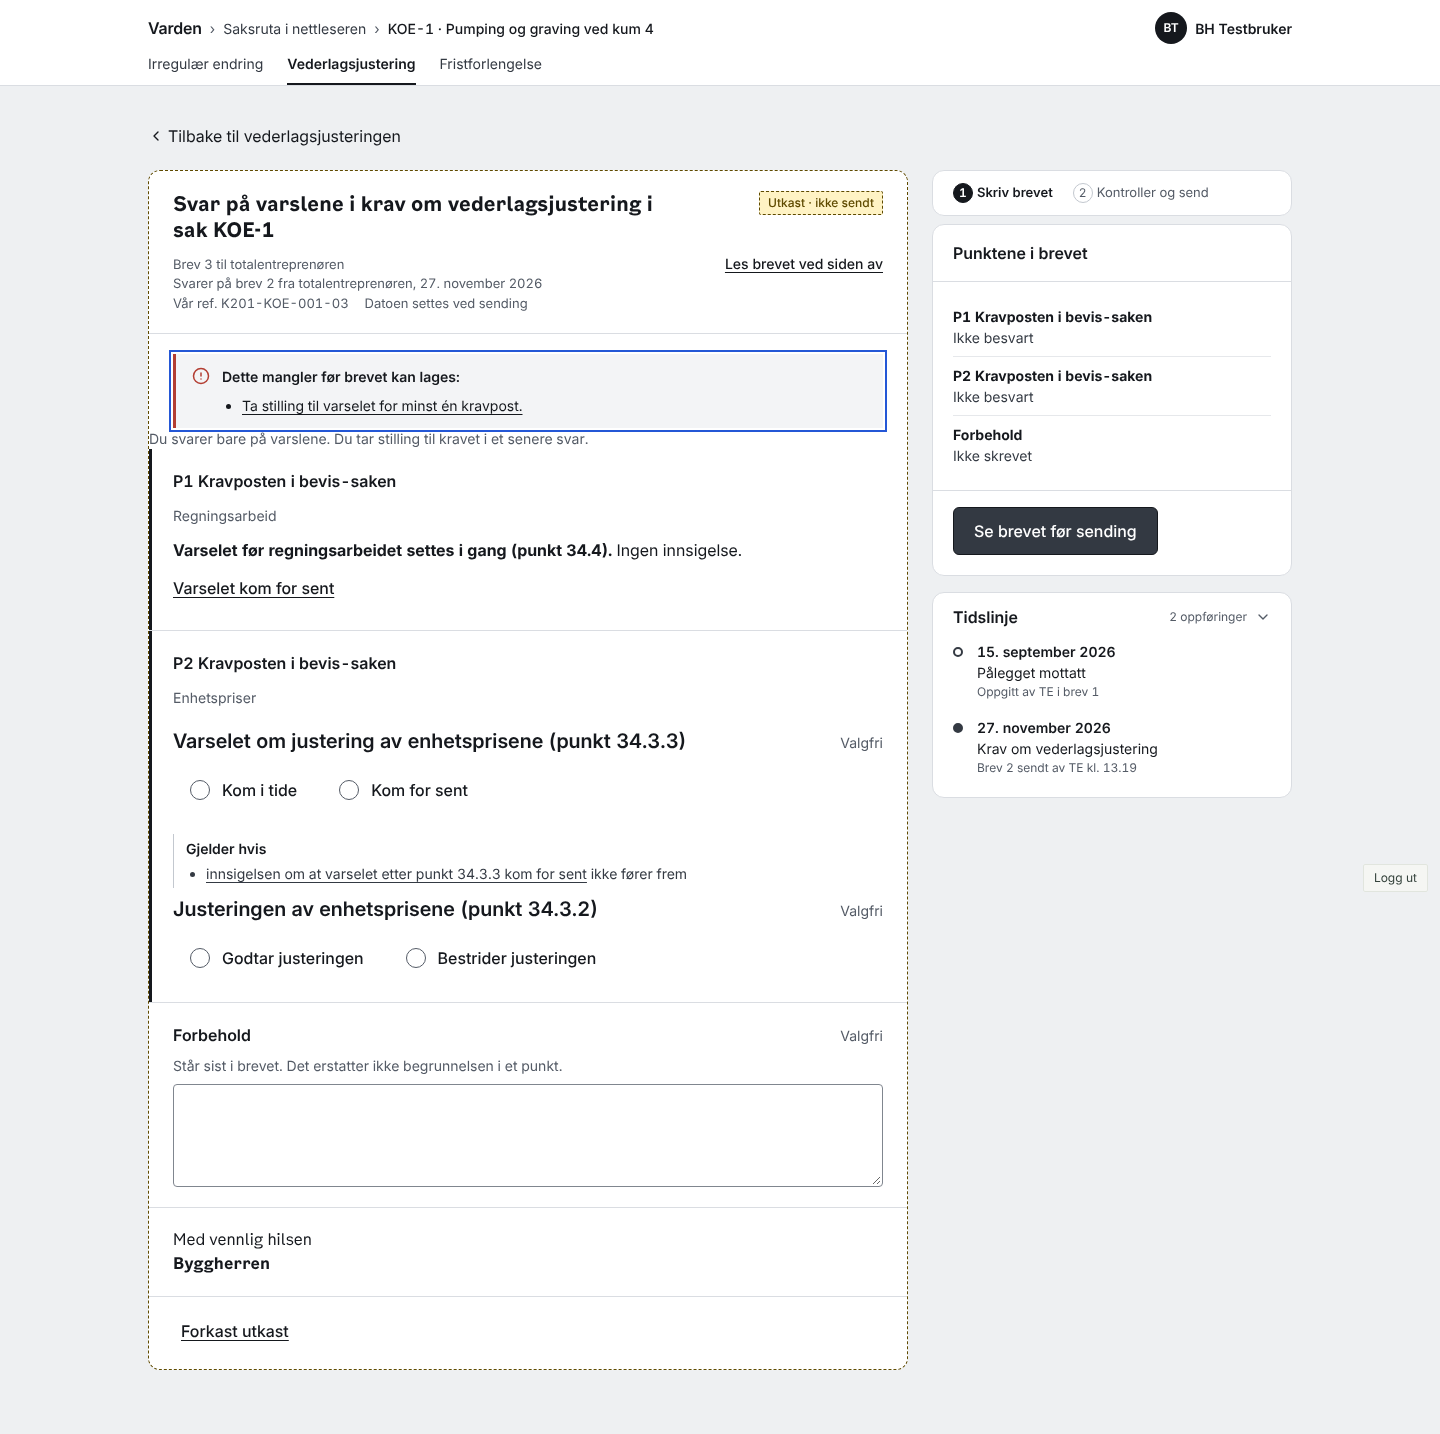 Varden › Saksruta i nettleseren › KOE-1 · Pumping og graving ved kum 4
BT BH Testbruker
Irregulær endring Vederlagsjustering Fristforlengelse
Tilbake til vederlagsjusteringen
Svar på varslene i krav om vederlagsjustering i
sak KOE-1
Utkast · ikke sendt
Brev 3 til totalentreprenøren
Les brevet ved siden av
Svarer på brev 2 fra totalentreprenøren, 27. november 2026
Vår ref. K201-KOE-001-03 Datoen settes ved sending
Dette mangler før brevet kan lages:
Ta stilling til varselet for minst én kravpost.
Du svarer bare på varslene. Du tar stilling til kravet i et senere svar.
P1 Kravposten i bevis-saken
Regningsarbeid
Varselet før regningsarbeidet settes i gang (punkt 34.4). Ingen innsigelse.
Varselet kom for sent
P2 Kravposten i bevis-saken
Enhetspriser
Varselet om justering av enhetsprisene (punkt 34.3.3) Valgfri
Kom i tide Kom for sent
Gjelder hvis
innsigelsen om at varselet etter punkt 34.3.3 kom for sent ikke fører frem
Justeringen av enhetsprisene (punkt 34.3.2) Valgfri
Godtar justeringen Bestrider justeringen
Forbehold Valgfri
Står sist i brevet. Det erstatter ikke begrunnelsen i et punkt.
Med vennlig hilsen
Byggherren
Forkast utkast
1 Skriv brevet 2 Kontroller og send
Punktene i brevet
P1 Kravposten i bevis-saken
Ikke besvart
P2 Kravposten i bevis-saken
Ikke besvart
Forbehold
Ikke skrevet
Se brevet før sending
Tidslinje 2 oppføringer
15. september 2026
Pålegget mottatt
Oppgitt av TE i brev 1
27. november 2026
Krav om vederlagsjustering
Brev 2 sendt av TE kl. 13.19
Logg ut